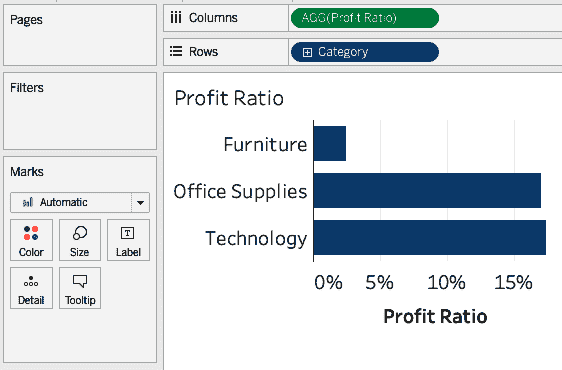 Pages
Columns
AGG(Profit Ratio)
Rows
Category
Filters
Marks
Automatic
Color
Size
Label
Detail
Tooltip
Profit Ratio
Furniture
Office Supplies
Technology
0% 5% 10% 15%
Profit Ratio